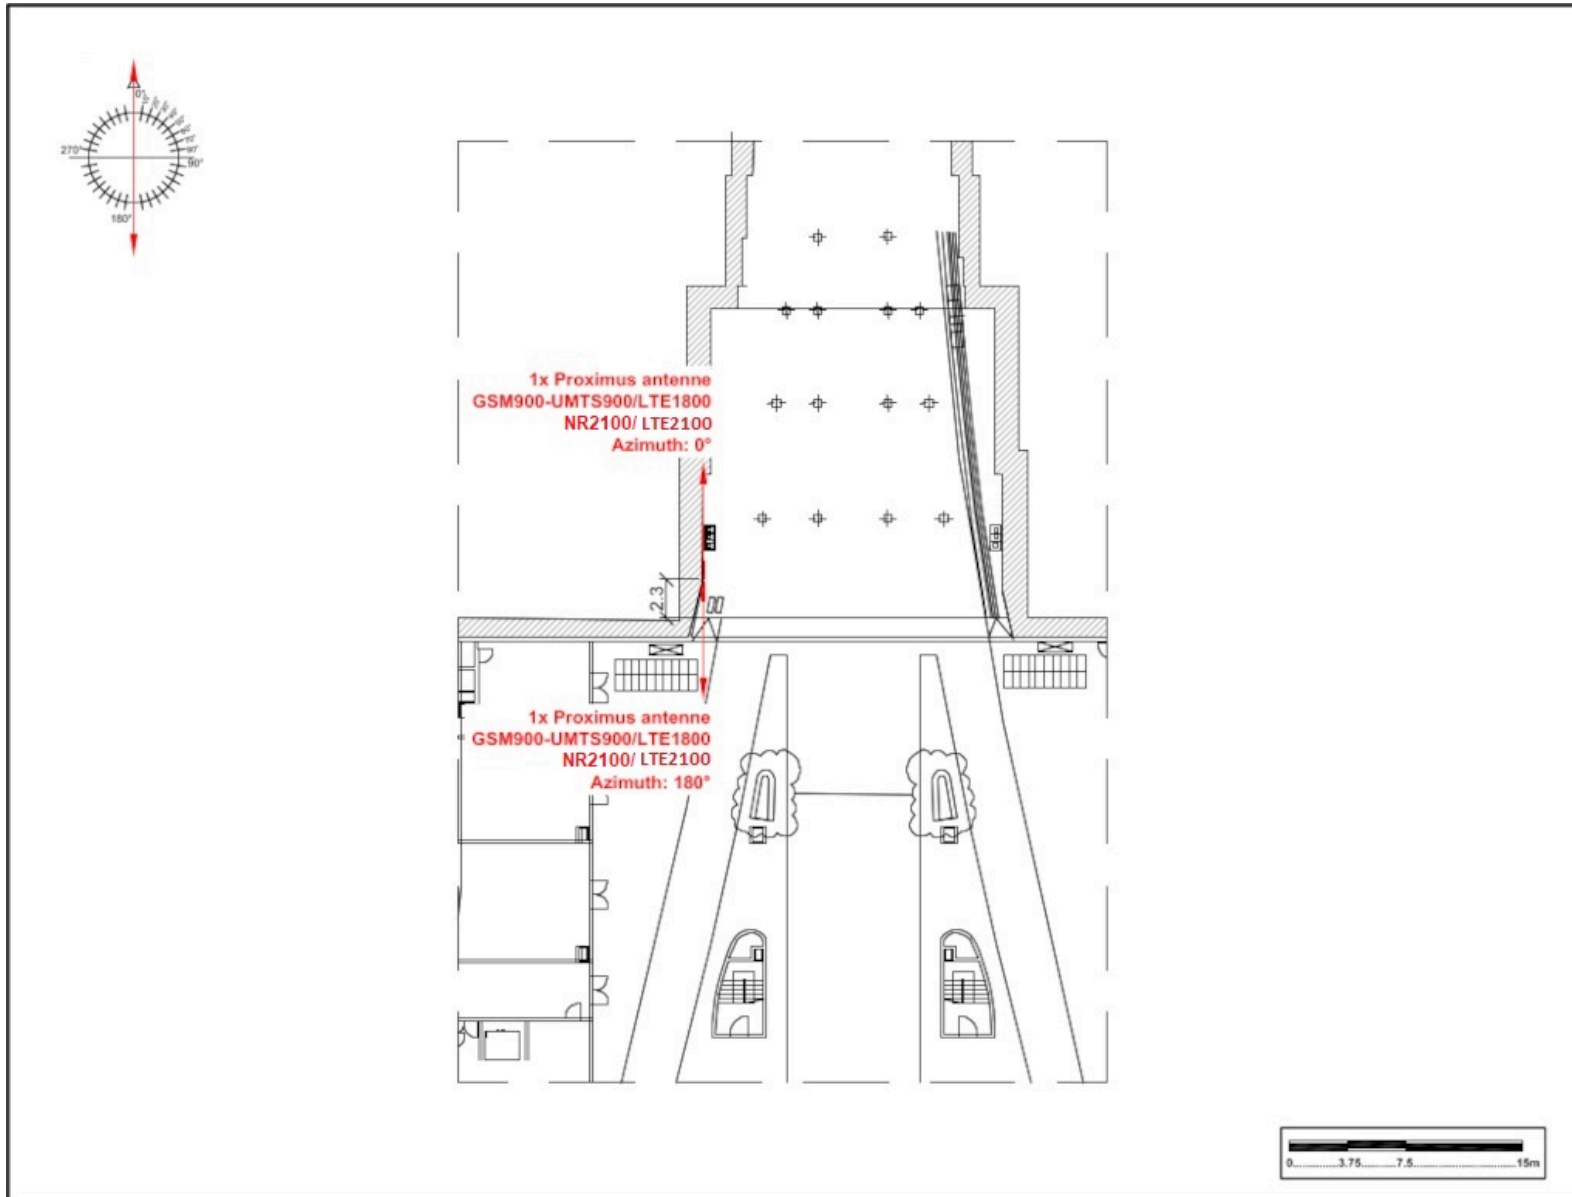 0°
270°
90°
180°
1x Proximus antenne
GSM900-UMTS900/LTE1800
NR2100/ LTE2100
Azimuth: 0°
2.3
1x Proximus antenne
GSM900-UMTS900/LTE1800
NR2100/ LTE2100
Azimuth: 180°
0...........3.75........7.5..........................15m